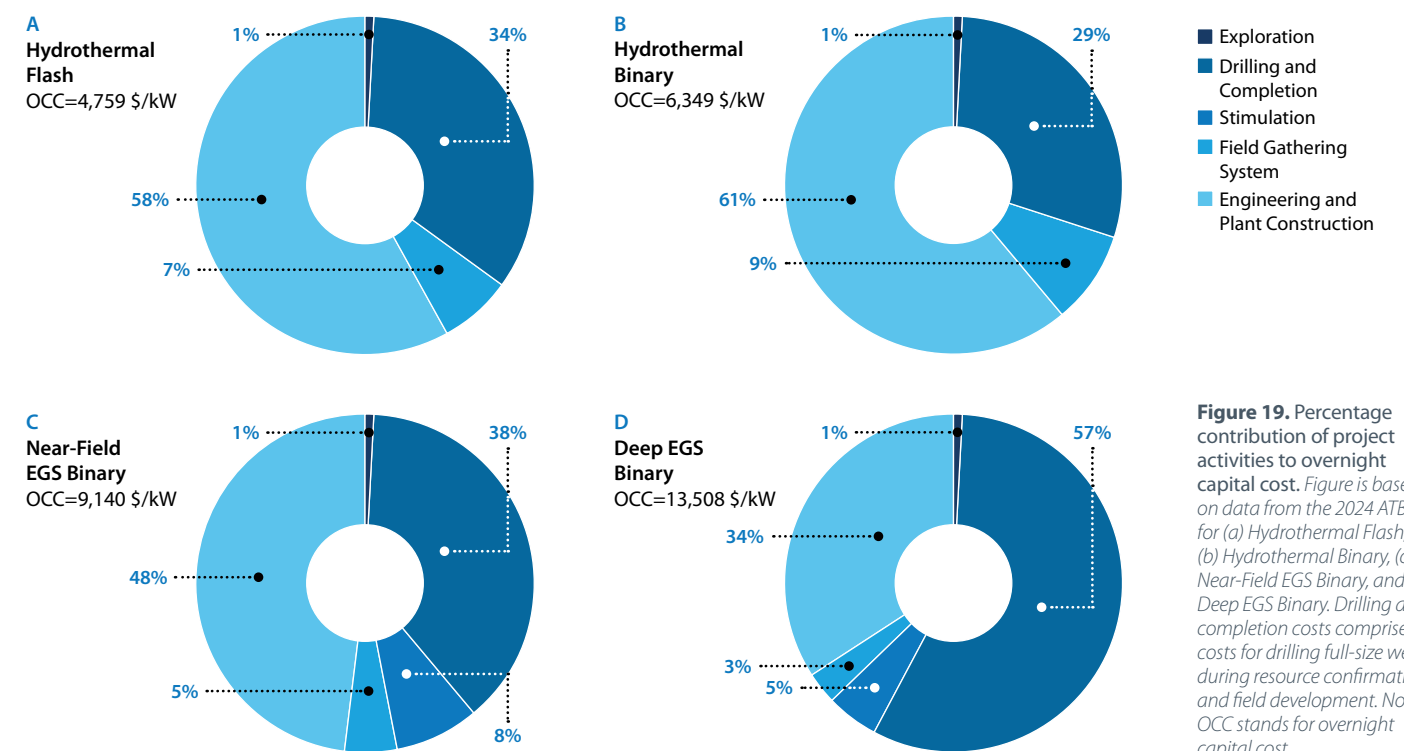 A
Hydrothermal
Flash
OCC=4,759 $/kW
1%
34%
58%
7%
B
Hydrothermal
Binary
OCC=6,349 $/kW
1%
29%
61%
9%
Exploration
Drilling and
Completion
Stimulation
Field Gathering
System
Engineering and
Plant Construction
C
Near-Field
EGS Binary
OCC=9,140 $/kW
1%
38%
48%
5%
8%
D
Deep EGS
Binary
OCC=13,508 $/kW
1%
57%
34%
3%
5%
Figure 19. Percentage
contribution of project
activities to overnight
capital cost. Figure is
on data from the 2024
for (a) Hydrothermal Flash
(b) Hydrothermal Binary,
Near-Field EGS Binary, and
Deep EGS Binary. Drilling
completion costs
costs for drilling full-size
during resource
and field development.
OCC stands for overnight
capital cost